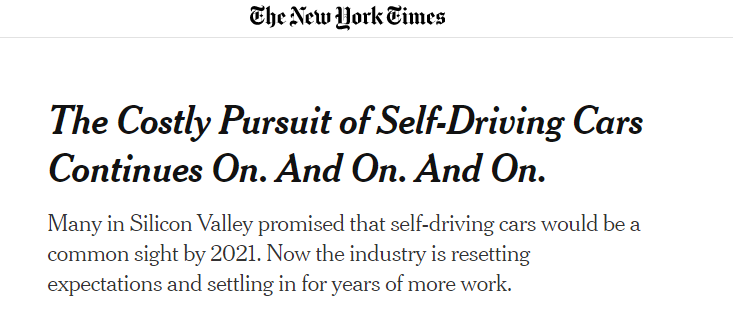 The New York Times
The Costly Pursuit of Self-Driving Cars
Continues On. And On. And On.
Many in Silicon Valley promised that self-driving cars would be a
common sight by 2021. Now the industry is resetting
expectations and settling in for years of more work.